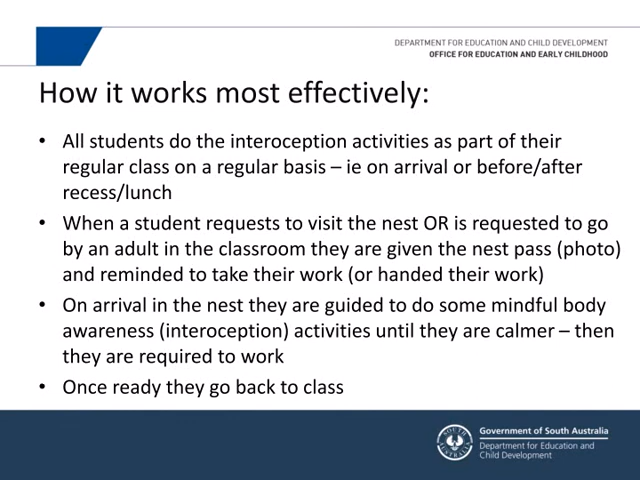 DEPARTMENT FOR EDUCATION AND CHILD DEVELOPMENT
OFFICE FOR EDUCATION AND EARLY CHILDHOOD
How it works most effectively:
• All students do the interoception activities as part of their
regular class on a regular basis – ie on arrival or before/after
recess/lunch
• When a student requests to visit the nest OR is requested to go
by an adult in the classroom they are given the nest pass (photo)
and reminded to take their work (or handed their work)
• On arrival in the nest they are guided to do some mindful body
awareness (interoception) activities until they are calmer – then
they are required to work
• Once ready they go back to class
SOUTH AUSTRALIA
Government of South Australia
Department for Education and
Child Development